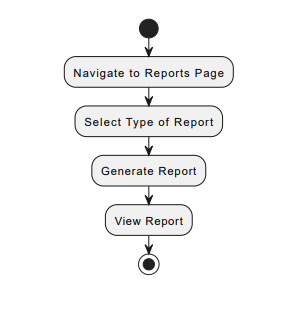 Navigate to Reports Page
Select Type of Report
Generate Report
View Report